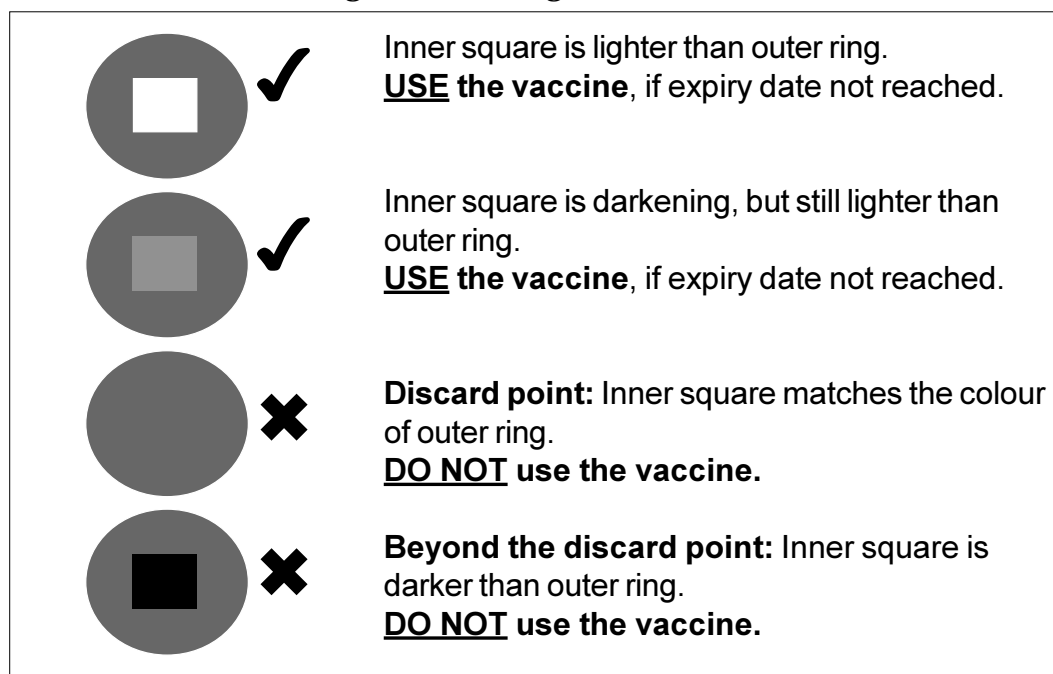 Inner square is lighter than outer ring.
USE the vaccine, if expiry date not reached.
Inner square is darkening, but still lighter than
outer ring.
USE the vaccine, if expiry date not reached.
Discard point: Inner square matches the colour
of outer ring.
DO NOT use the vaccine.
Beyond the discard point: Inner square is
darker than outer ring.
DO NOT use the vaccine.